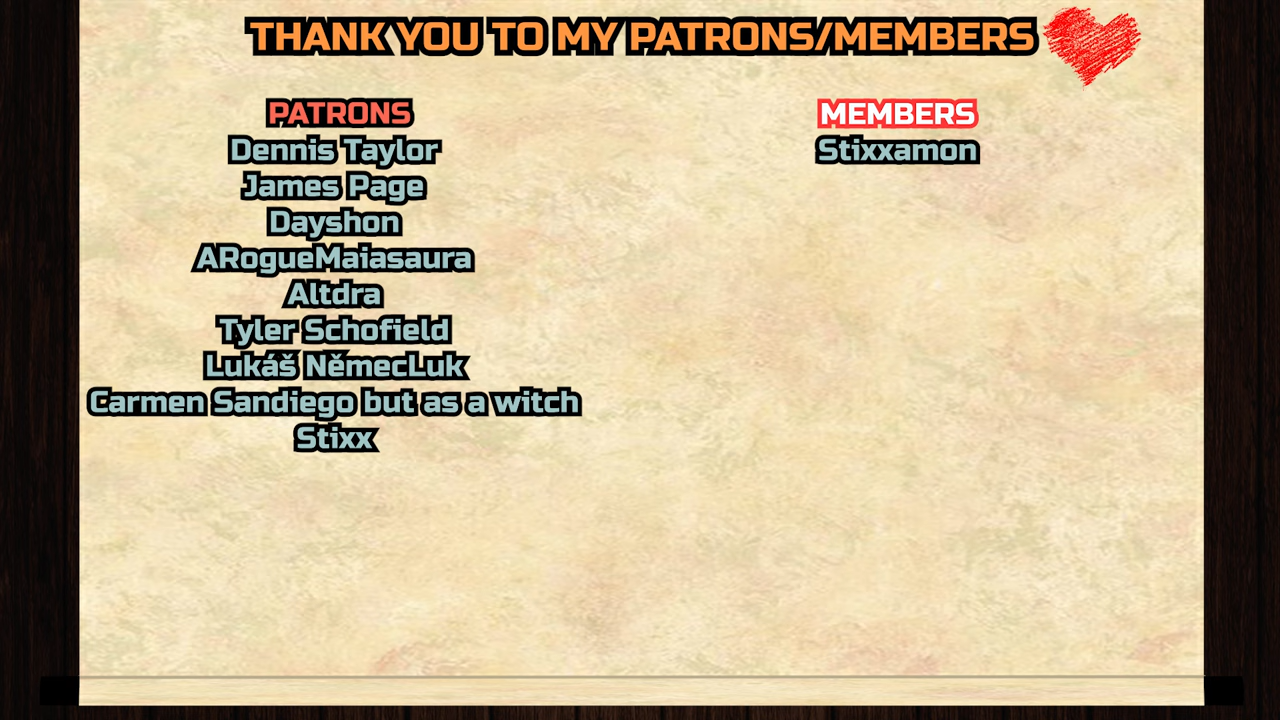 THANK YOU TO MY PATRONS/MEMBERS
PATRONS
Dennis Taylor
James Page
Dayshon
ARogueMaiasaura
Altdra
Tyler Schofield
Lukáš NěmecLuk
Carmen Sandiego but as a witch
Stixx
MEMBERS
Stixxamon